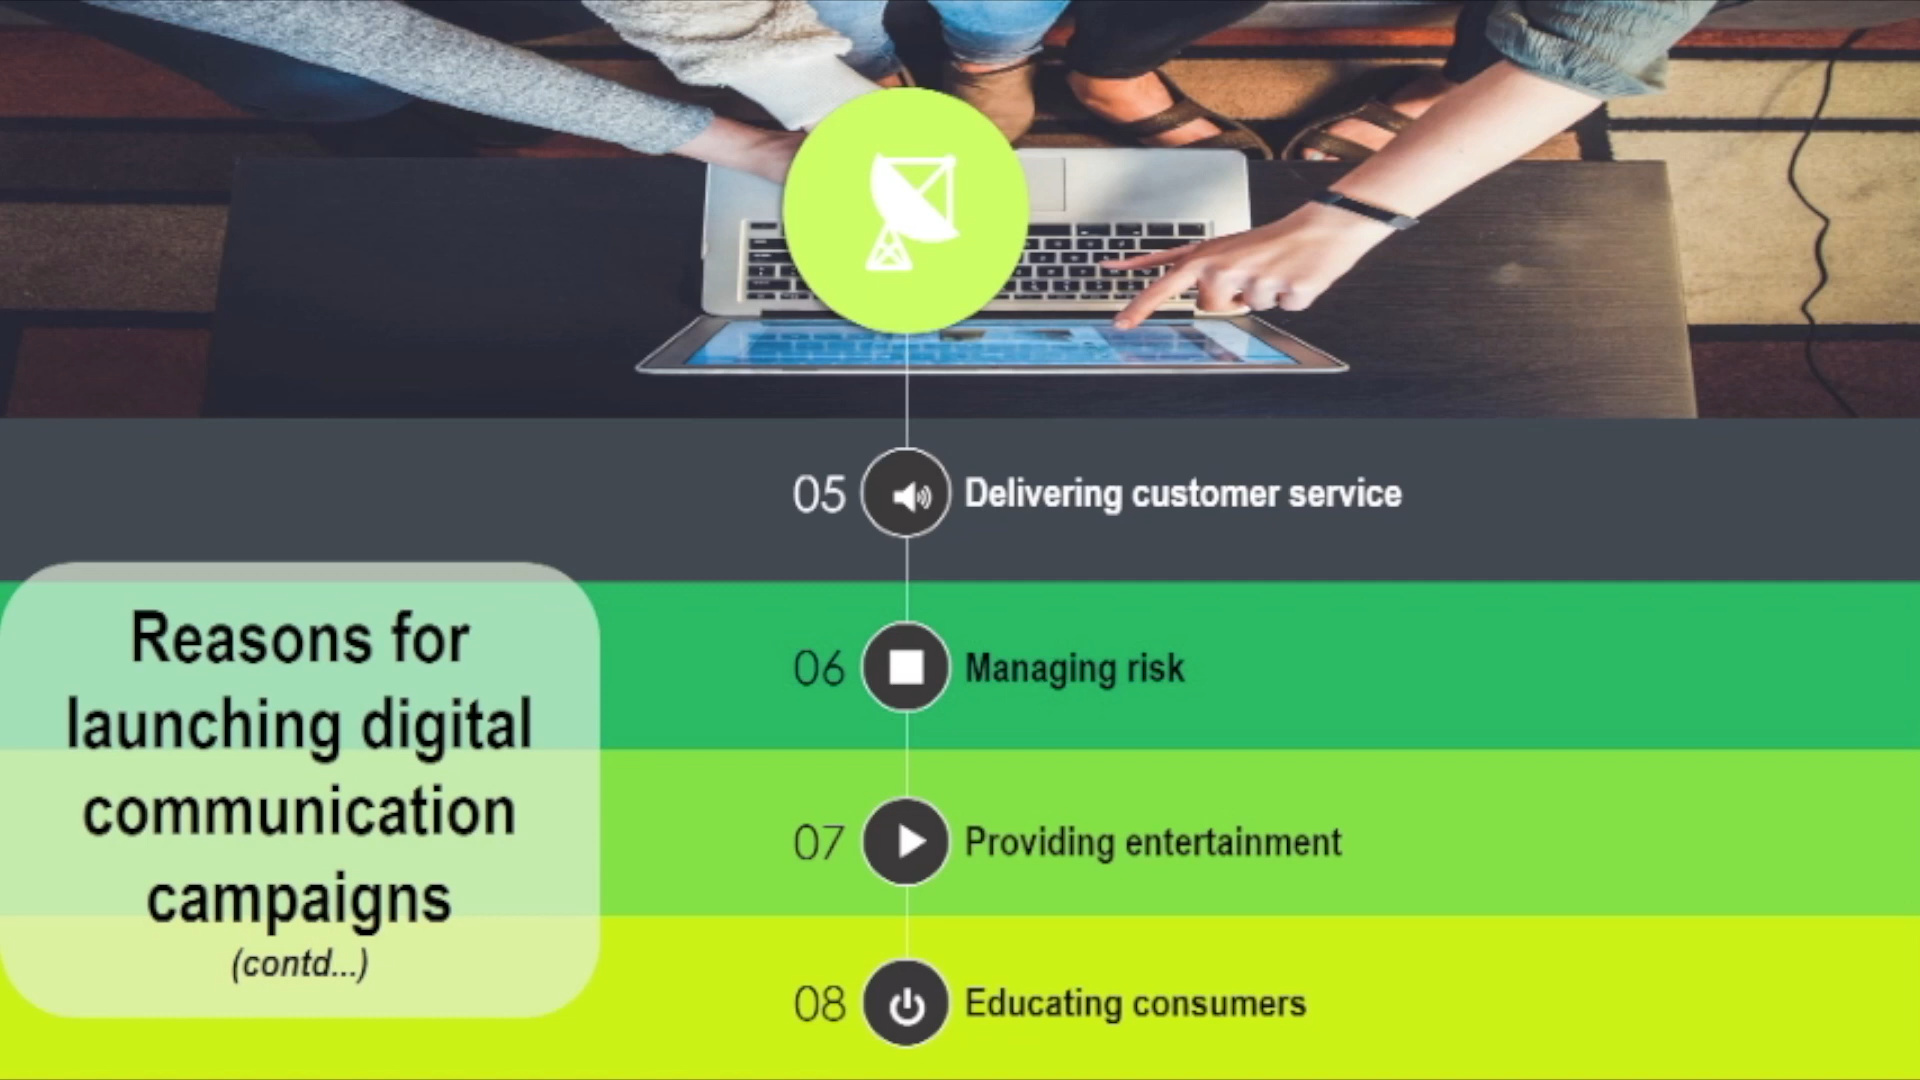 05 Delivering customer service
Reasons for
launching digital
communication
campaigns
(contd...)
06 Managing risk
07 Providing entertainment
08 Educating consumers